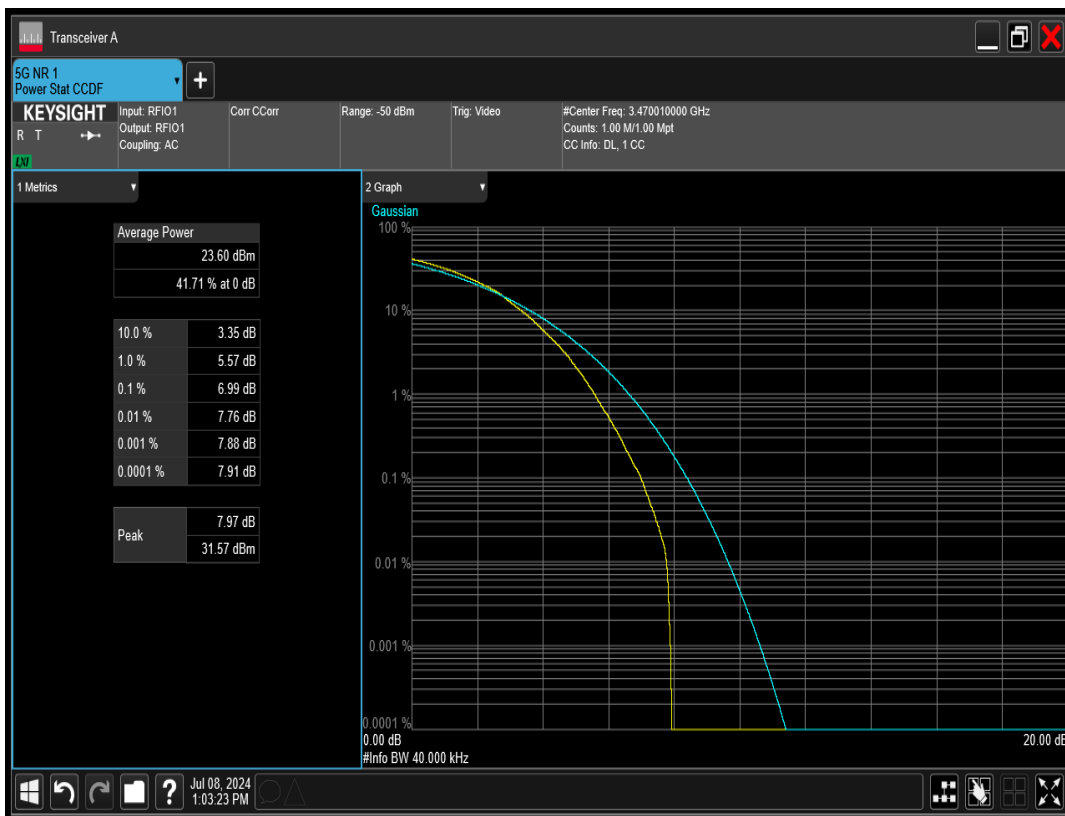 Transceiver A
5G NR 1
Power Stat CCDF
+
KEYSIGHT
R T
LXI
Input: RFIO1
Output: RFIO1
Coupling: AC
Corr CCorr
Range: -50 dBm
Trig: Video
#Center Freq: 3.470010000 GHz
Counts: 1.00 M/1.00 Mpt
CC Info: DL, 1 CC
1 Metrics
Average Power
23.60 dBm
41.71 % at 0 dB
10.0 % 3.35 dB
1.0 % 5.57 dB
0.1 % 6.99 dB
0.01 % 7.76 dB
0.001 % 7.88 dB
0.0001 % 7.91 dB
Peak
7.97 dB
31.57 dBm
2 Graph
Gaussian
100 %
10 %
1 %
0.1 %
0.01 %
0.001 %
0.0001 %
0.00 dB 20.00 dB
#Info BW 40.000 kHz
?
Jul 08, 2024
1:03:23 PM